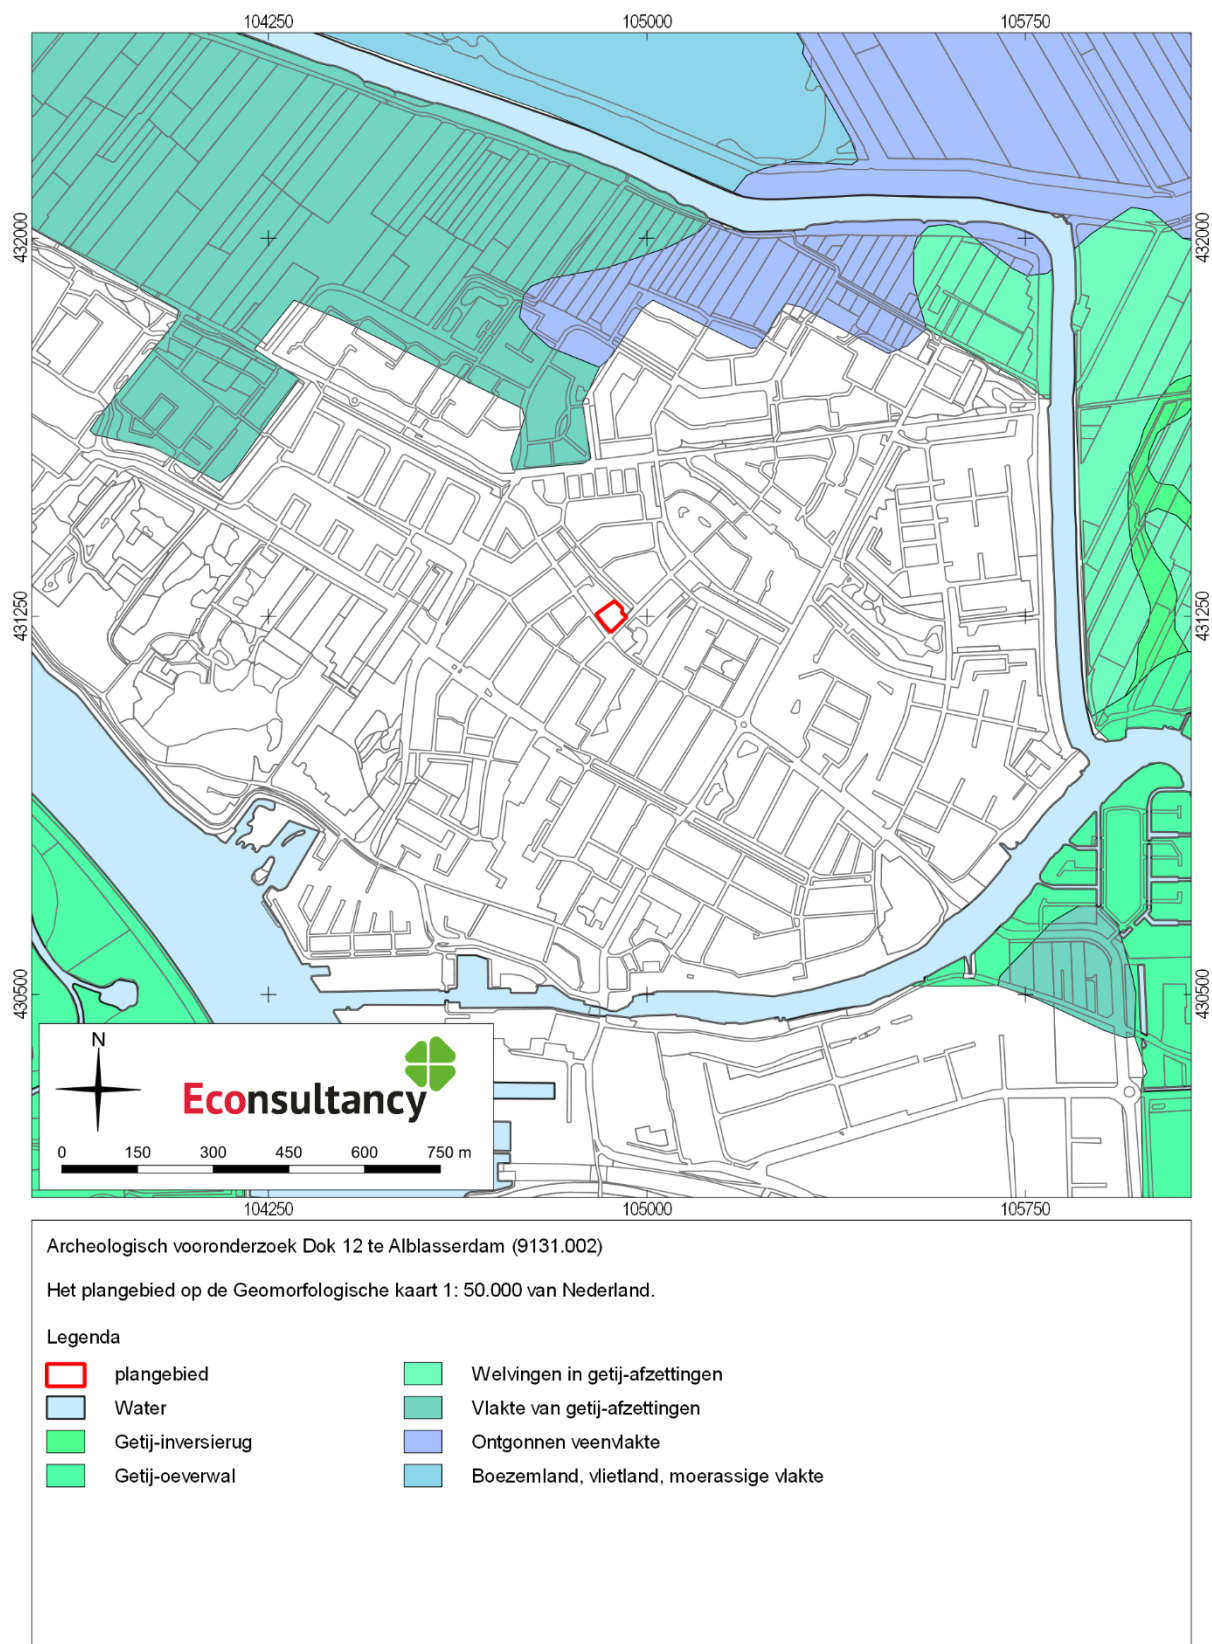 104250 105000 105750
432000 432000
431250 431250
430500 430500
N
Econsultancy
0 150 300 450 600 750 m
104250 105000 105750
Archeologisch vooronderzoek Dok 12 te Alblasserdam (9131.002)
Het plangebied op de Geomorfologische kaart 1: 50.000 van Nederland.
Legenda
plangebied
Water
Getij-inversierug
Getij-oeverwal
Welvingen in getij-afzettingen
Vlakte van getij-afzettingen
Ontgonnen veenvlakte
Boezemland, vlietland, moerassige vlakte